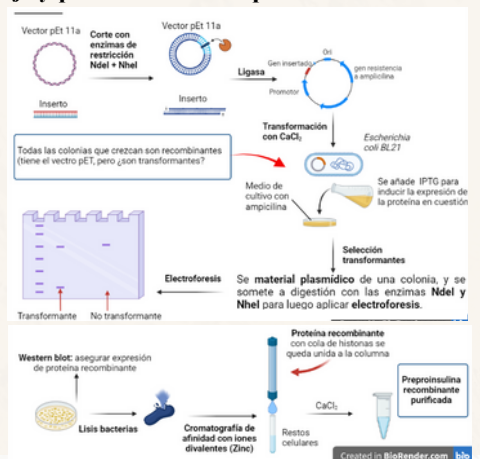 Vector pEt 11a
Corte con
enzimas de
restricción
NdeI + NheI
Vector pEt 11a
Inserto
Inserto
Ligasa
Ori
Gen insertado
gen resistencia
a amplicilina
Promotor
Transformación
con CaCl₂
Escherichia
coli BL21
Todas las colonias que crezcan son recombinantes
(tiene el vectro pET, pero ¿son transformantes?
Medio de
cultivo con
ampicilina
Se añade IPTG para
inducir la expresión de
la proteína en cuestión
Selección
transformantes
Electroforesis
Se material plasmídico de una colonia, y se
somete a digestión con las enzimas NdeI y
NheI para luego aplicar electroforesis.
Transformante
No transformante
Western blot: asegurar expresión
de proteína recombinante
Lisis bacterias
Cromatografía de
afinidad con iones
divalentes (Zinc)
Proteína recombinante
con cola de histonas se
queda unida a la columna
Restos
celulares
CaCl₂
Preproinsulina
recombinante
purificada
Created in BioRender.com bio